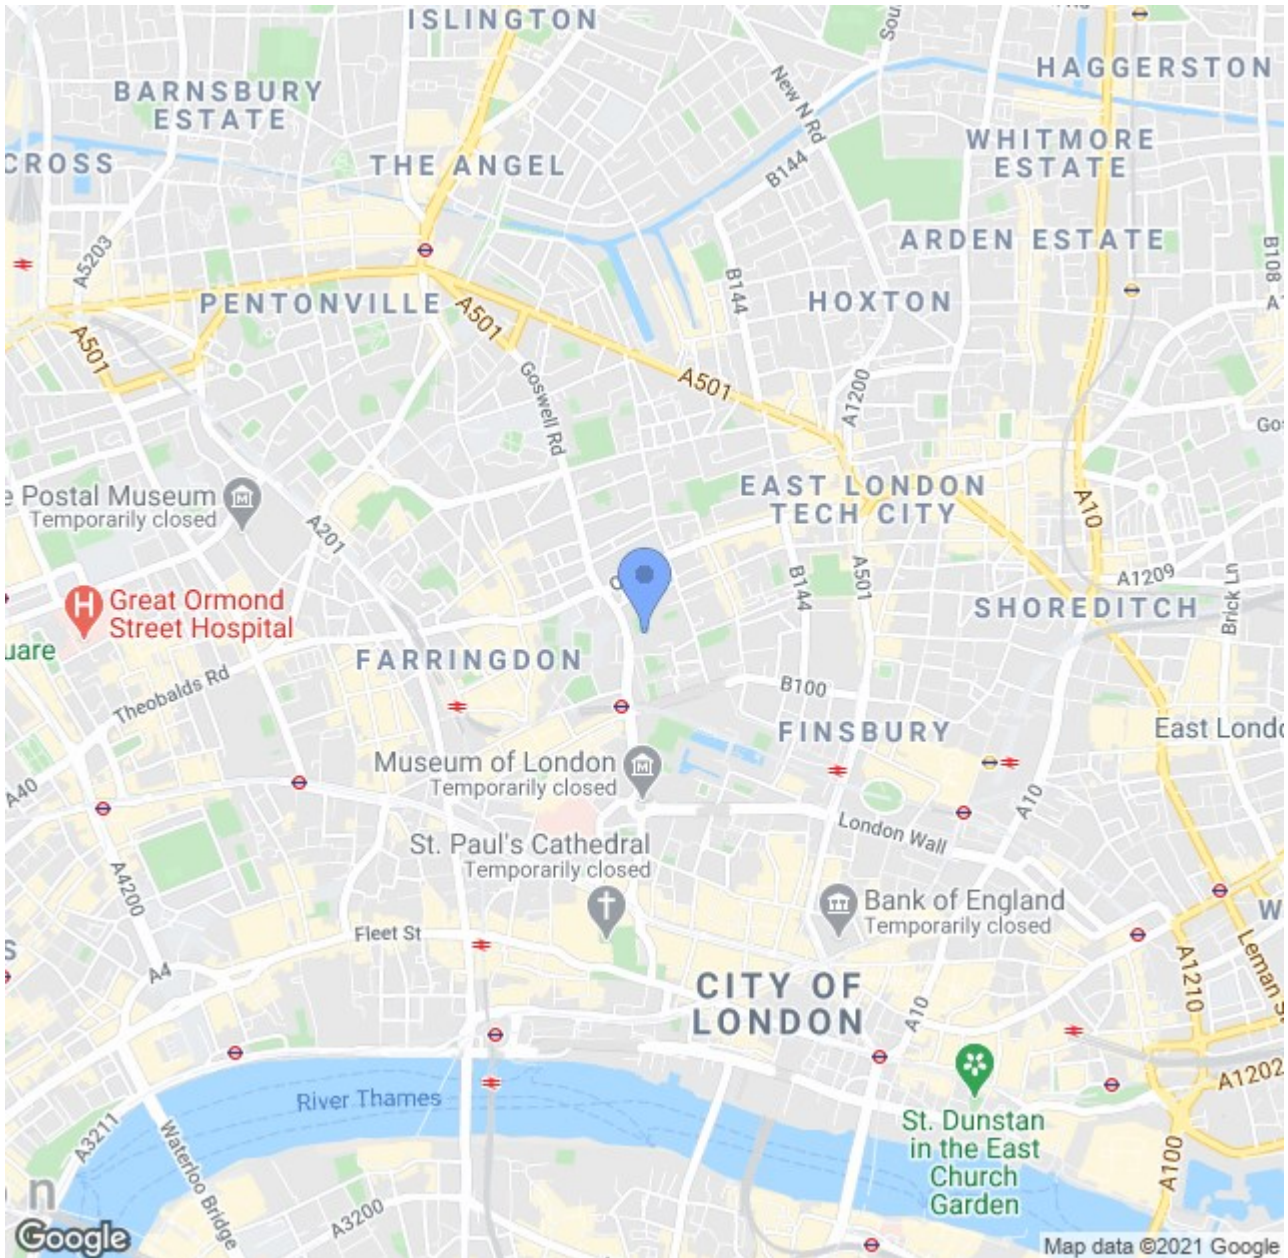 ISLINGTON
BARNSBURY
ESTATE
HAGGERSTON
New N Rd
WHITMORE
ESTATE
CROSS
THE ANGEL
B144
A5203
ARDEN ESTATE
B108
PENTONVILLE
A501
B144
HOXTON
A
A501
Goswell Rd
A501
A1200
Gos
e Postal Museum
Temporarily closed
A201
EAST LONDON
TECH CITY
A10
A501
B144
A1209
Brick Ln
Great Ormond
Street Hospital
SHOREDITCH
uare
FARRINGDON
Theobalds Rd
B100
FINSBURY
East Londo
Museum of London
Temporarily closed
A40
A10
London Wall
St. Paul's Cathedral
Temporarily closed
A4200
Bank of England
Temporarily closed
W
Fleet St
S
A4
A1210
Leman S
CITY OF
LONDON
A10
A1202
River Thames
A3211
Waterloo Bridge
St. Dunstan
in the East
Church
Garden
A100
n
A3200
Google
Map data ©2021 Google